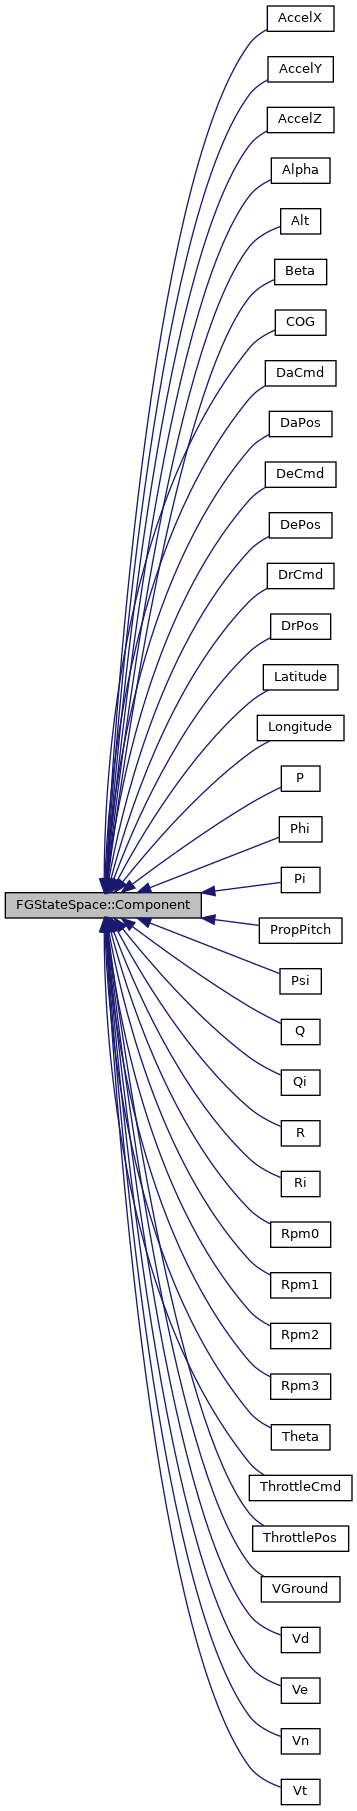 AccelX
AccelY
AccelZ
Alpha
Alt
Beta
COG
DaCmd
DaPos
DeCmd
DePos
DrCmd
DrPos
Latitude
Longitude
P
Phi
Pi
FGStateSpace::Component
PropPitch
Psi
Q
Qi
R
Ri
Rpm0
Rpm1
Rpm2
Rpm3
Theta
ThrottleCmd
ThrottlePos
VGround
Vd
Ve
Vn
Vt